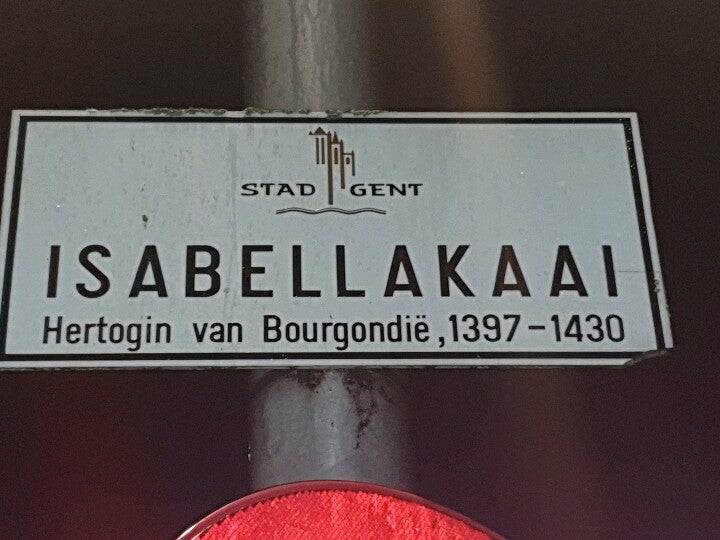 STAD GENT
ISABELLAKAAI
Hertogin van Bourgondië, 1397-1430